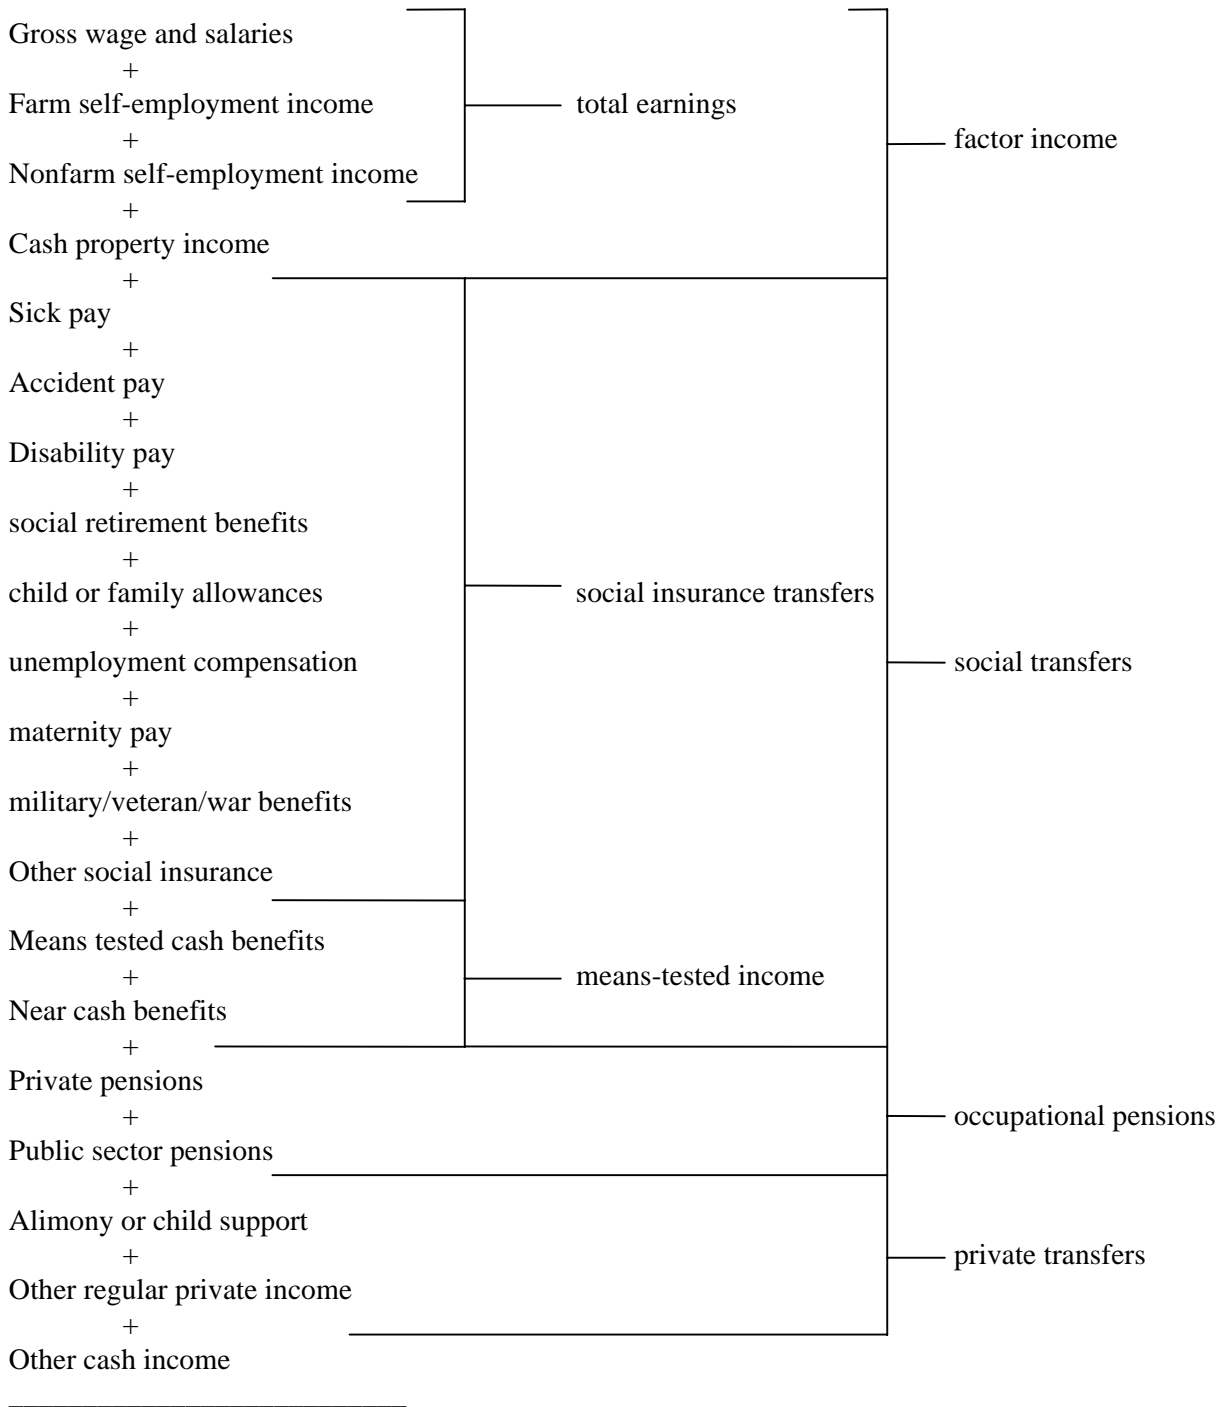 Gross wage and salaries
+
Farm self-employment income
total earnings
+
factor income
Nonfarm self-employment income
+
Cash property income
+
Sick pay
+
Accident pay
+
Disability pay
+
social retirement benefits
+
child or family allowances
social insurance transfers
+
unemployment compensation
social transfers
+
maternity pay
+
military/veteran/war benefits
+
Other social insurance
+
Means tested cash benefits
+
means-tested income
Near cash benefits
+
Private pensions
+
occupational pensions
Public sector pensions
+
Alimony or child support
+
private transfers
Other regular private income
+
Other cash income